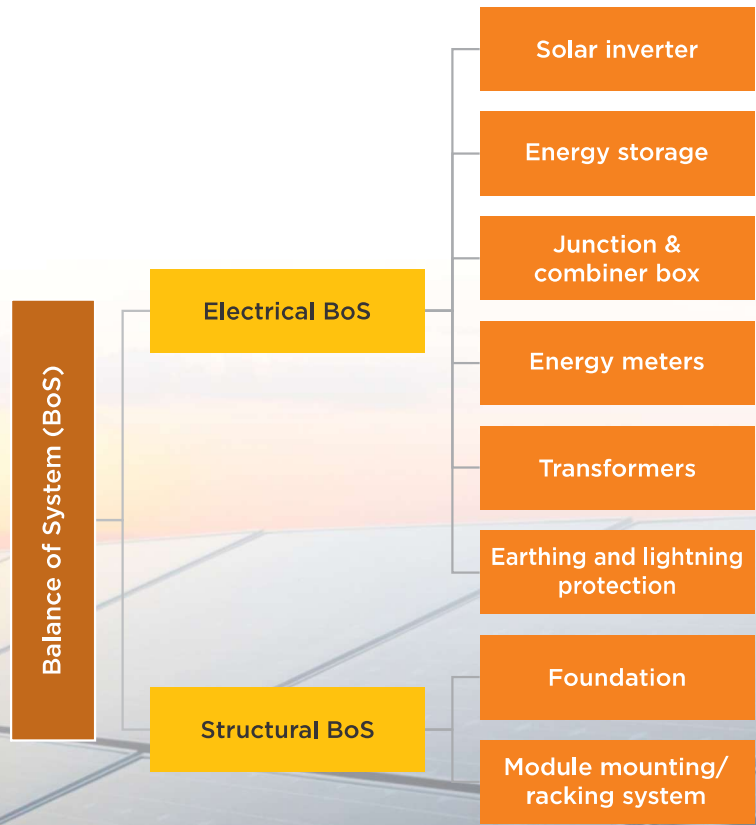 Balance of System (BoS)
Electrical BoS
Solar inverter
Energy storage
Junction &
combiner box
Energy meters
Transformers
Earthing and lightning
protection
Structural BoS
Foundation
Module mounting/
racking system